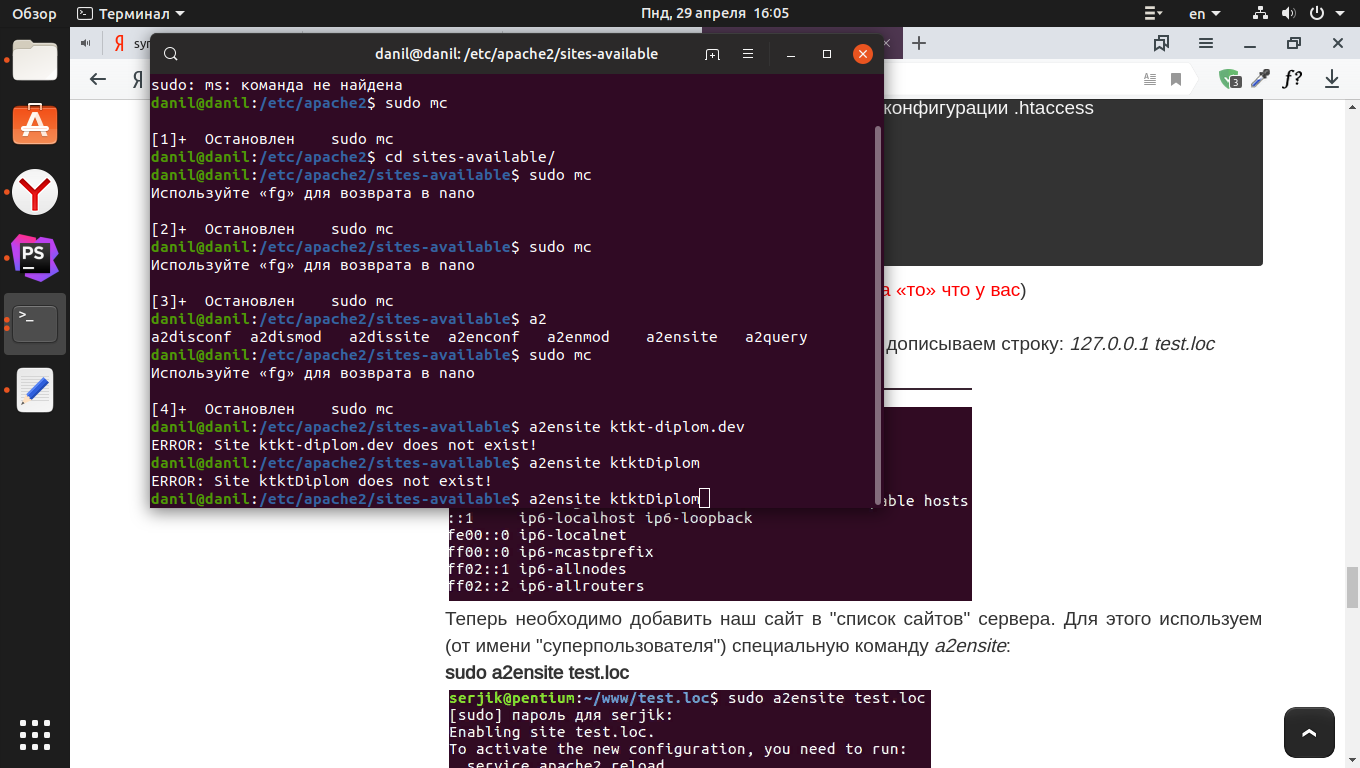 Обзор
Терминал
Пнд, 29 апреля 16:05
en
Я
danil@danil: /etc/apache2/sites-available
Я
3
f?
sudo: ms: команда не найдена
danil@danil:/etc/apache2$ sudo mc
[1]+ Остановлен sudo mc
danil@danil:/etc/apache2$ cd sites-available/
danil@danil:/etc/apache2/sites-available$ sudo mc
Используйте «fg» для возврата в nano
[2]+ Остановлен sudo mc
danil@danil:/etc/apache2/sites-available$ sudo mc
Используйте «fg» для возврата в nano
[3]+ Остановлен sudo mc
danil@danil:/etc/apache2/sites-available$ a2
a2disconf a2dismod a2dissite a2enconf a2enmod a2ensite a2query
danil@danil:/etc/apache2/sites-available$ sudo mc
Используйте «fg» для возврата в nano
[4]+ Остановлен sudo mc
danil@danil:/etc/apache2/sites-available$ a2ensite ktkt-diplom.dev
ERROR: Site ktkt-diplom.dev does not exist!
danil@danil:/etc/apache2/sites-available$ a2ensite ktktDiplom
ERROR: Site ktktDiplom does not exist!
danil@danil:/etc/apache2/sites-available$ a2ensite ktktDiplom
PS
>_
конфигурации .htaccess
а «то» что у вас)
дописываем строку: 127.0.0.1 test.loc
able hosts
::1 ip6-localhost ip6-loopback
fe00::0 ip6-localnet
ff00::0 ip6-mcastprefix
ff02::1 ip6-allnodes
ff02::2 ip6-allrouters
Теперь необходимо добавить наш сайт в "список сайтов" сервера. Для этого используем
(от имени "суперпользователя") специальную команду a2ensite:
sudo a2ensite test.loc
serjik@pentium:~/www/test.loc$ sudo a2ensite test.loc
[sudo] пароль для serjik:
Enabling site test.loc.
To activate the new configuration, you need to run:
service apache2 reload